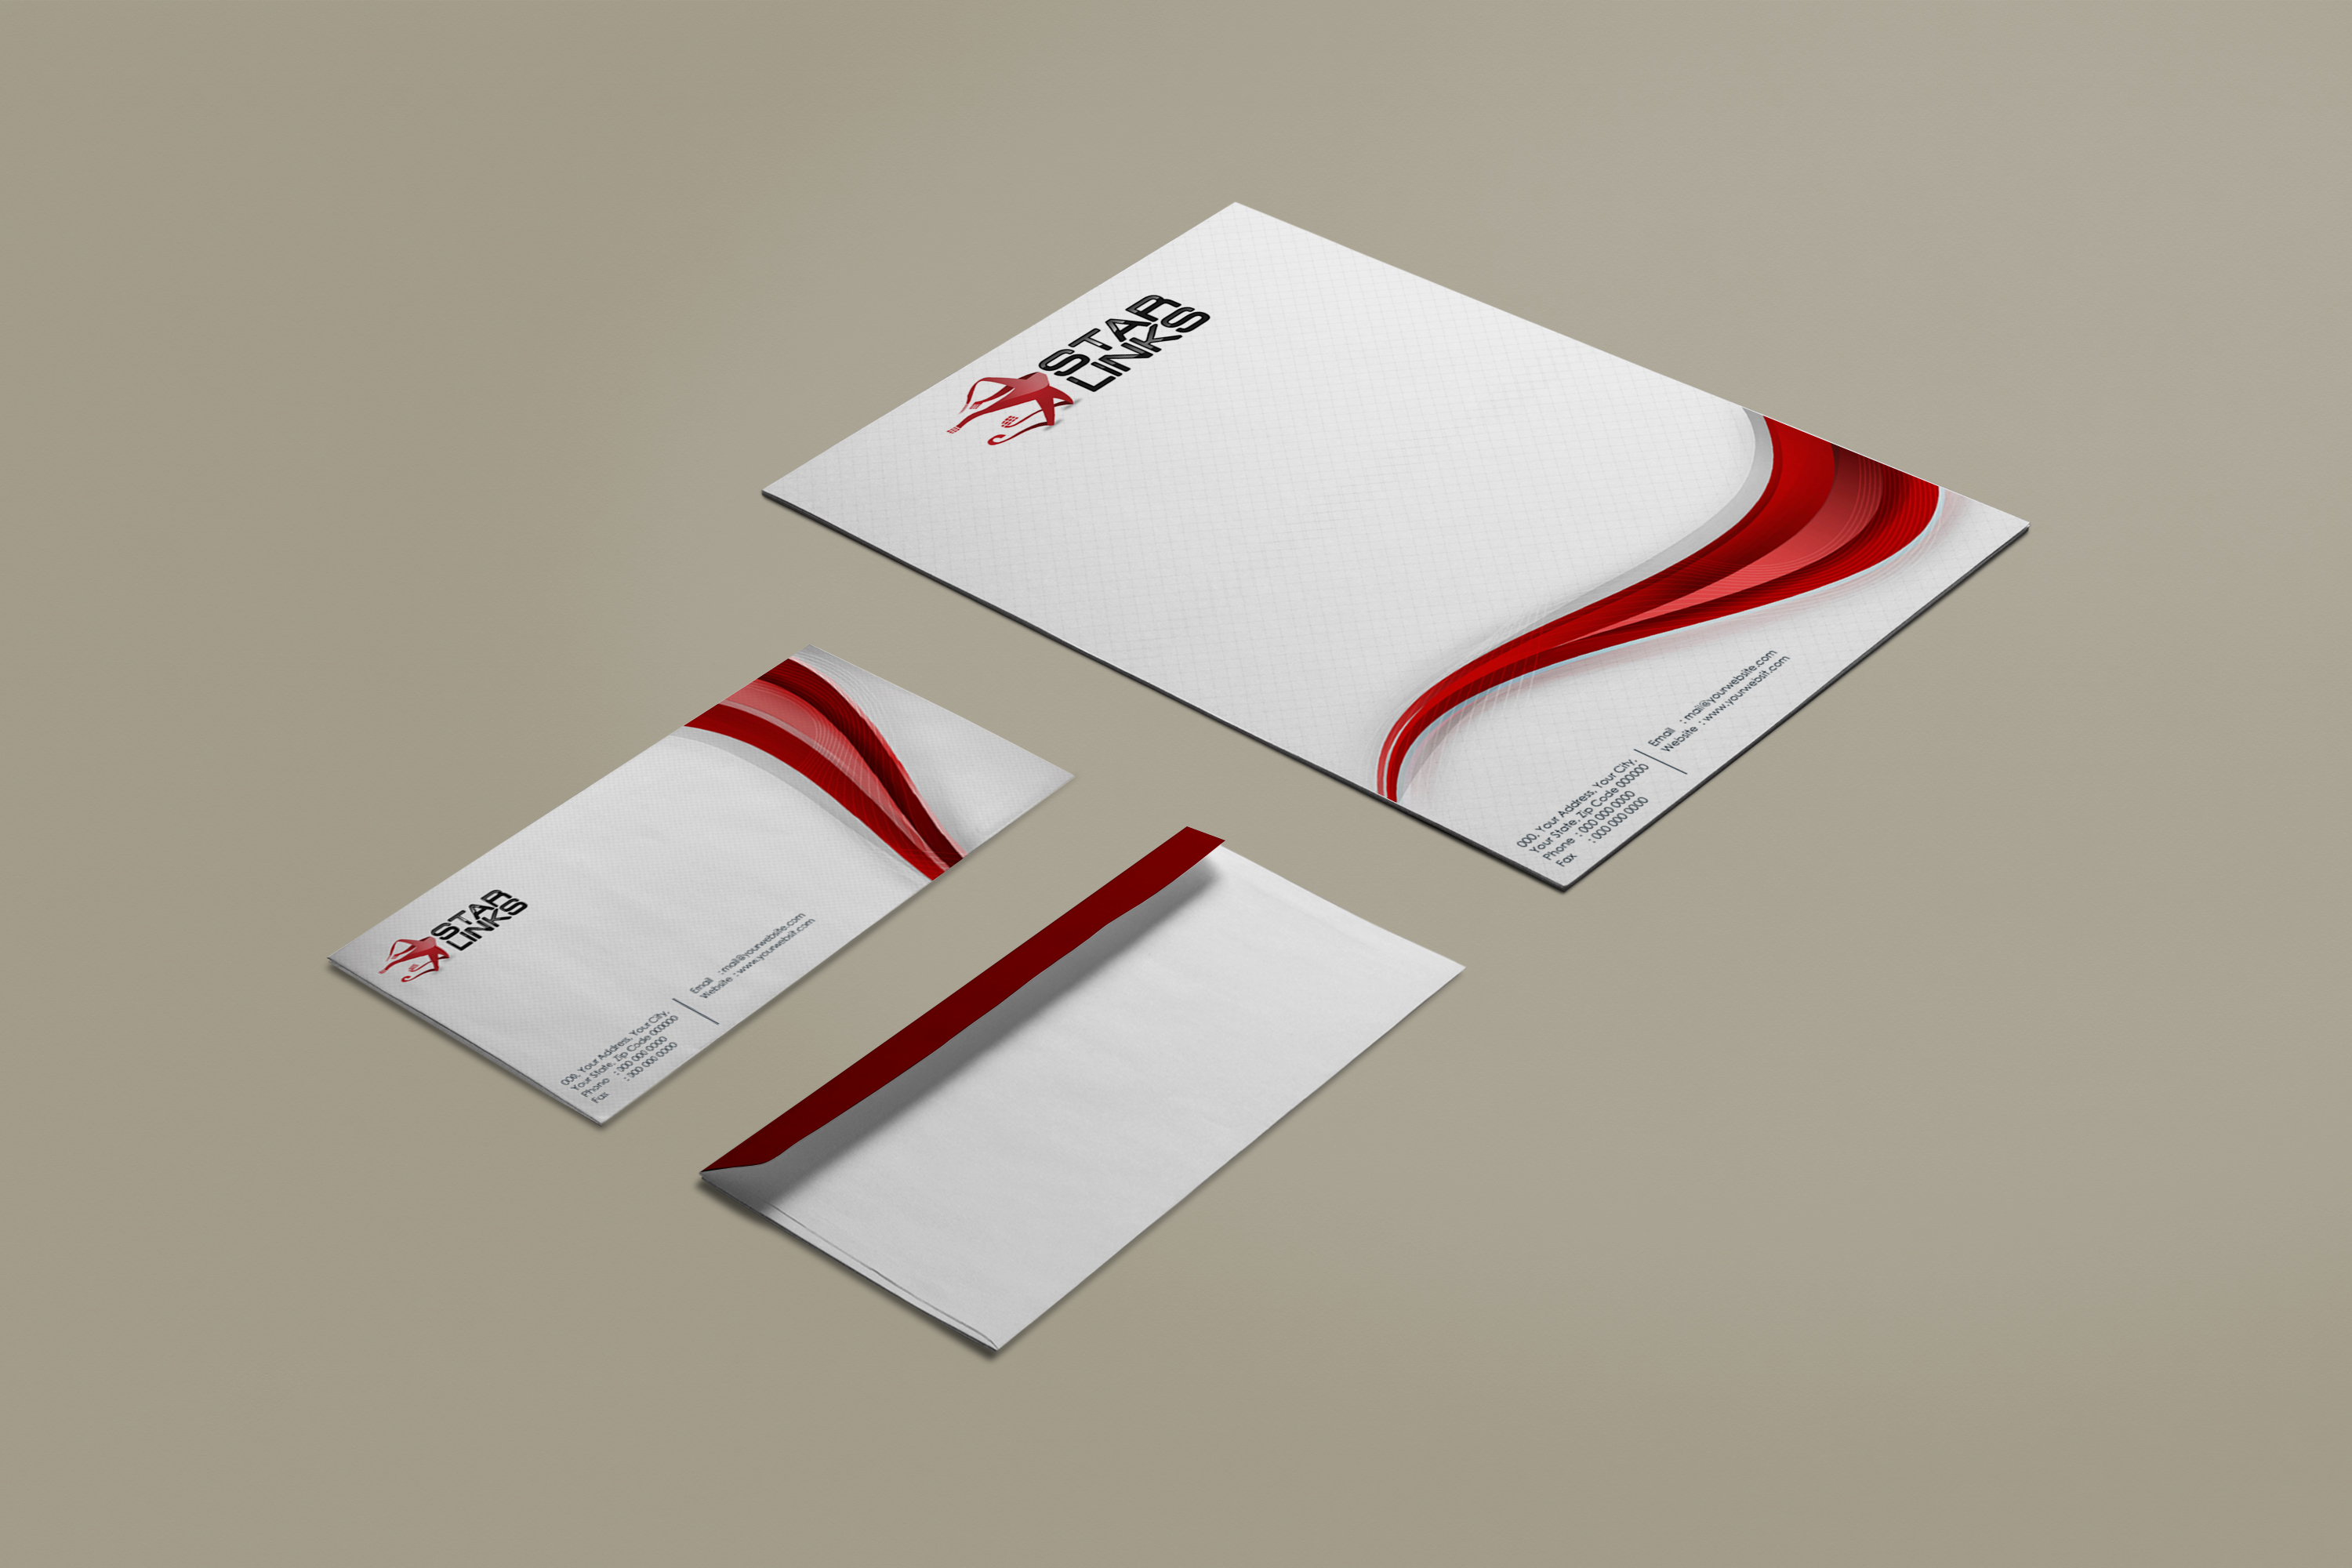 STAR
LINKS
000, Your Address, Your City,
Your State, Zip Code 000000
Phone : 000 000 0000
Fax : 000 000 0000
Email : mail@yourwebsite.com
Website : www.yourwebsit.com
STAR
LINKS
000, Your Address, Your City,
Your State, Zip Code 000000
Phone : 300 000 0000
Fax : 300 000 0000
Email : mail@yourwebsite.com
Website : www.yourwebsit.com